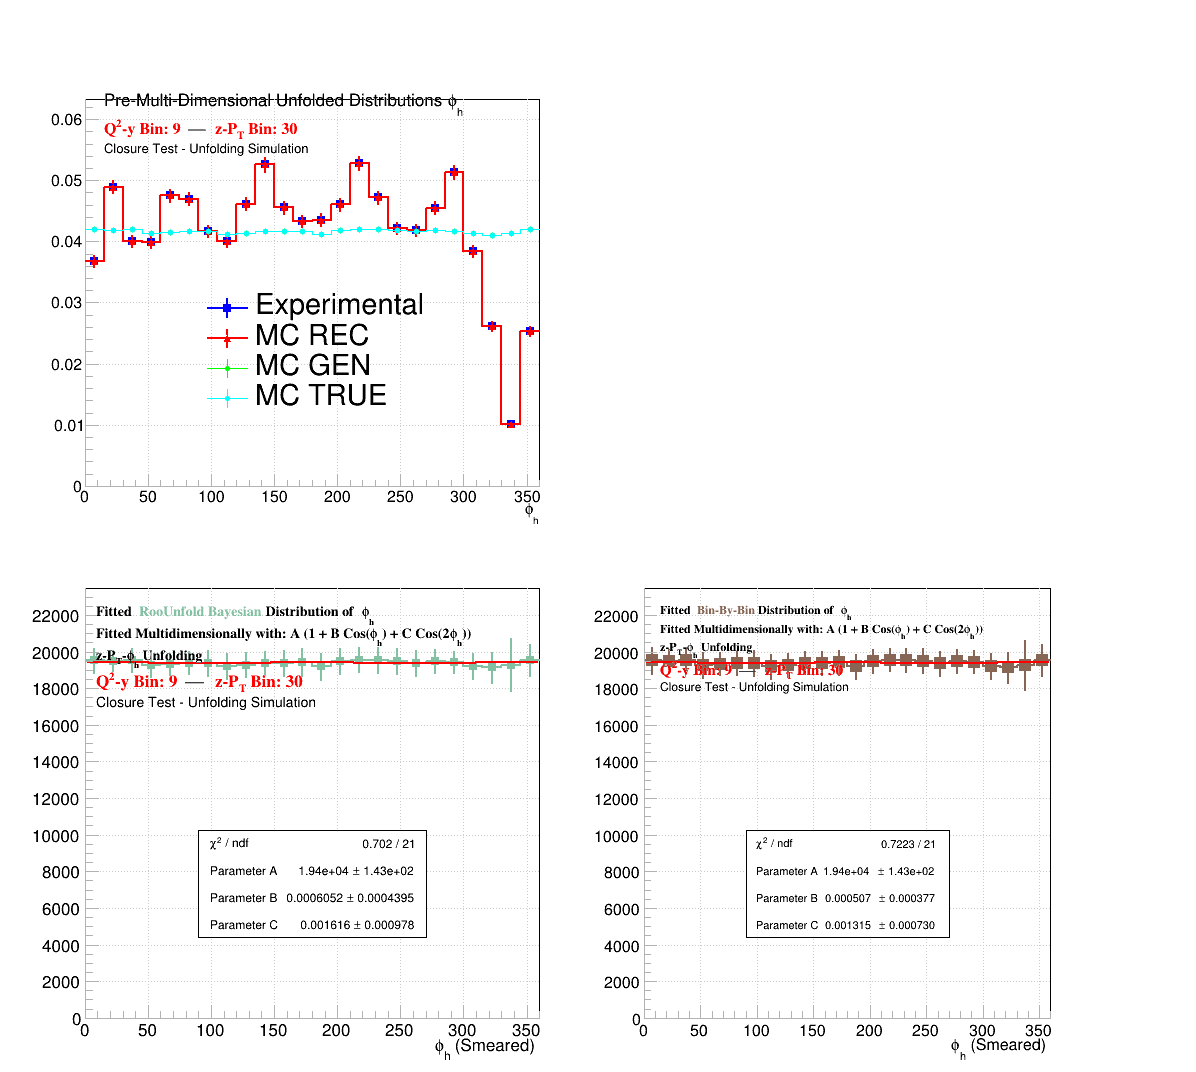 Pre-Multi-Dimensional Unfolded Distributions ϕh
Q²-y Bin: 9 — z-PT Bin: 30
Closure Test - Unfolding Simulation
0.06
0.05
0.04
0.03
0.02
0.01
0
Experimental
MC REC
MC GEN
MC TRUE
0 50 100 150 200 250 300 350
ϕh
Fitted RooUnfold Bayesian Distribution of ϕh
Fitted Multidimensionally with: A (1 + B Cos(ϕh) + C Cos(2ϕh))
z-PT-ϕh Unfolding
Q²-y Bin: 9 — z-PT Bin: 30
Closure Test - Unfolding Simulation
22000
20000
18000
16000
14000
12000
10000
8000
6000
4000
2000
0
χ² / ndf 0.702 / 21
Parameter A 1.94e+04 ± 1.43e+02
Parameter B 0.0006052 ± 0.0004395
Parameter C 0.001616 ± 0.000978
0 50 100 150 200 250 300 350
ϕh (Smeared)
Fitted Bin-By-Bin Distribution of ϕh
Fitted Multidimensionally with: A (1 + B Cos(ϕh) + C Cos(2ϕh))
z-PT-ϕh Unfolding
Q²-y Bin: 9 — z-PT Bin: 30
Closure Test - Unfolding Simulation
22000
20000
18000
16000
14000
12000
10000
8000
6000
4000
2000
0
χ² / ndf 0.7223 / 21
Parameter A 1.94e+04 ± 1.43e+02
Parameter B 0.000507 ± 0.000377
Parameter C 0.001315 ± 0.000730
0 50 100 150 200 250 300 350
ϕh (Smeared)